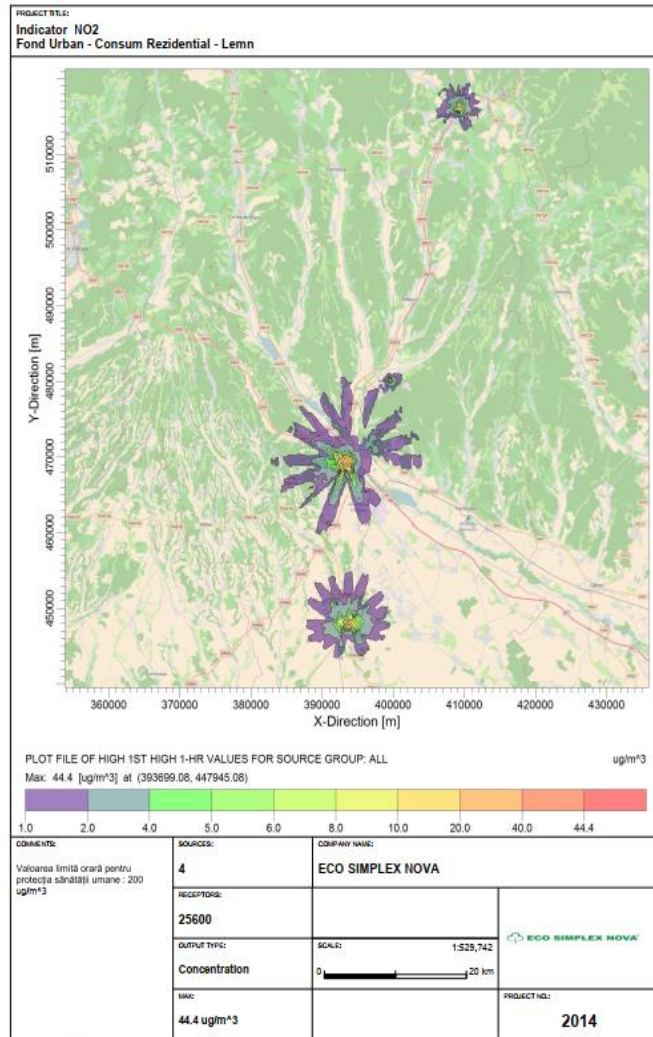 PROJECT TITLE:
Indicator NO2
Fond Urban - Consum Rezidential - Lemn
Y-Direction [m]
510000
500000
490000
480000
470000
460000
450000
360000 370000 380000 390000 400000 410000 420000 430000
X-Direction [m]
PLOT FILE OF HIGH 1ST HIGH 1-HR VALUES FOR SOURCE GROUP: ALL
ug/m^3
Max: 44.4 [ug/m^3] at (393699.08, 447945.08)
1.0 2.0 4.0 5.0 6.0 8.0 10.0 20.0 40.0 44.4
COMMENTS:
Valoarea limită orară pentru
protecția sănătății umane : 200
ug/m^3
SOURCES:
4
COMPANY NAME:
ECO SIMPLEX NOVA
RECEPTORS:
25600
OUTPUT TYPE:
Concentration
SCALE:
1:529,742
0 20 km
ECO SIMPLEX NOVA
MAX:
44.4 ug/m^3
PROJECT NO.:
2014